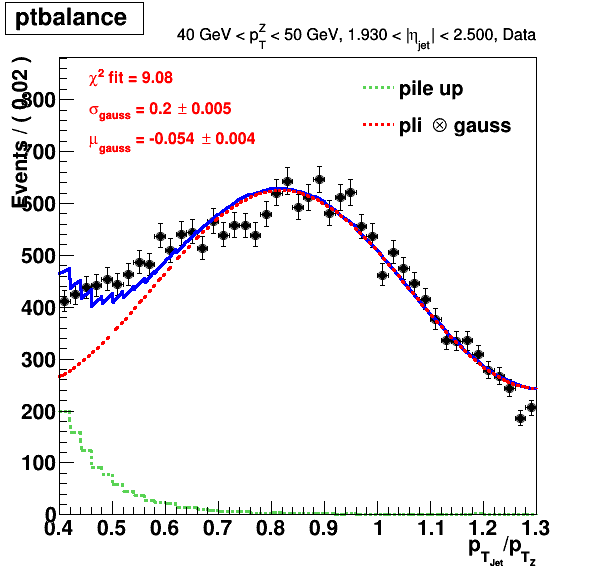 ptbalance
40 GeV < p_T^Z < 50 GeV, 1.930 < |η_jet| < 2.500, Data
χ² fit = 9.08
σ_gauss = 0.2 ± 0.005
μ_gauss = -0.054 ± 0.004
pile up
pli ⊗ gauss
Events / ( 0.02 )
800
700
600
500
400
300
200
100
0
0.4 0.5 0.6 0.7 0.8 0.9 1 1.1 1.2 1.3
p_T_Jet/p_T_Z